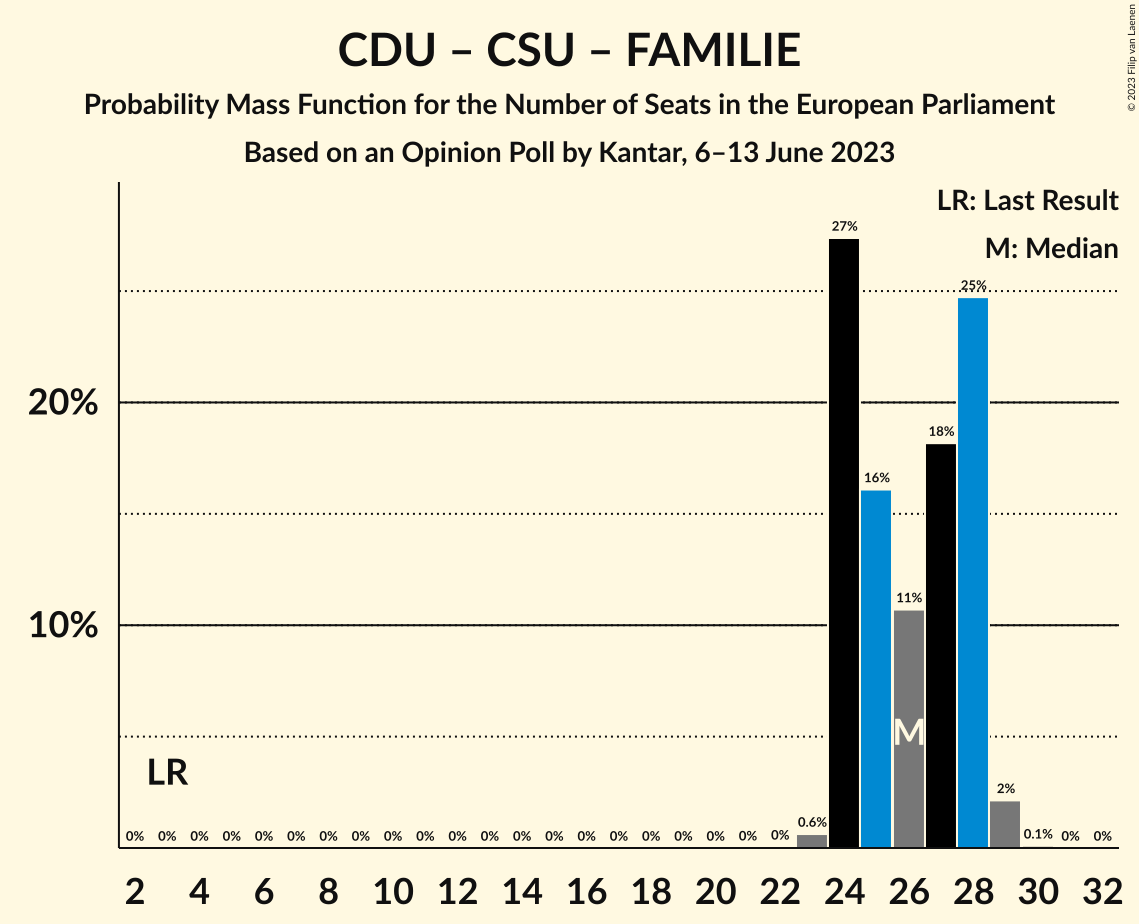 CDU – CSU – FAMILIE
Probability Mass Function for the Number of Seats in the European Parliament
Based on an Opinion Poll by Kantar, 6–13 June 2023
© 2023 Filip van Laenen
LR: Last Result
M: Median
27%
25%
20%
18%
16%
11%
10%
M
LR
2%
0% 0% 0% 0% 0% 0% 0% 0% 0% 0% 0% 0% 0% 0% 0% 0% 0% 0% 0% 0% 0% 0.6% 0.1% 0% 0%
2 4 6 8 10 12 14 16 18 20 22 24 26 28 30 32